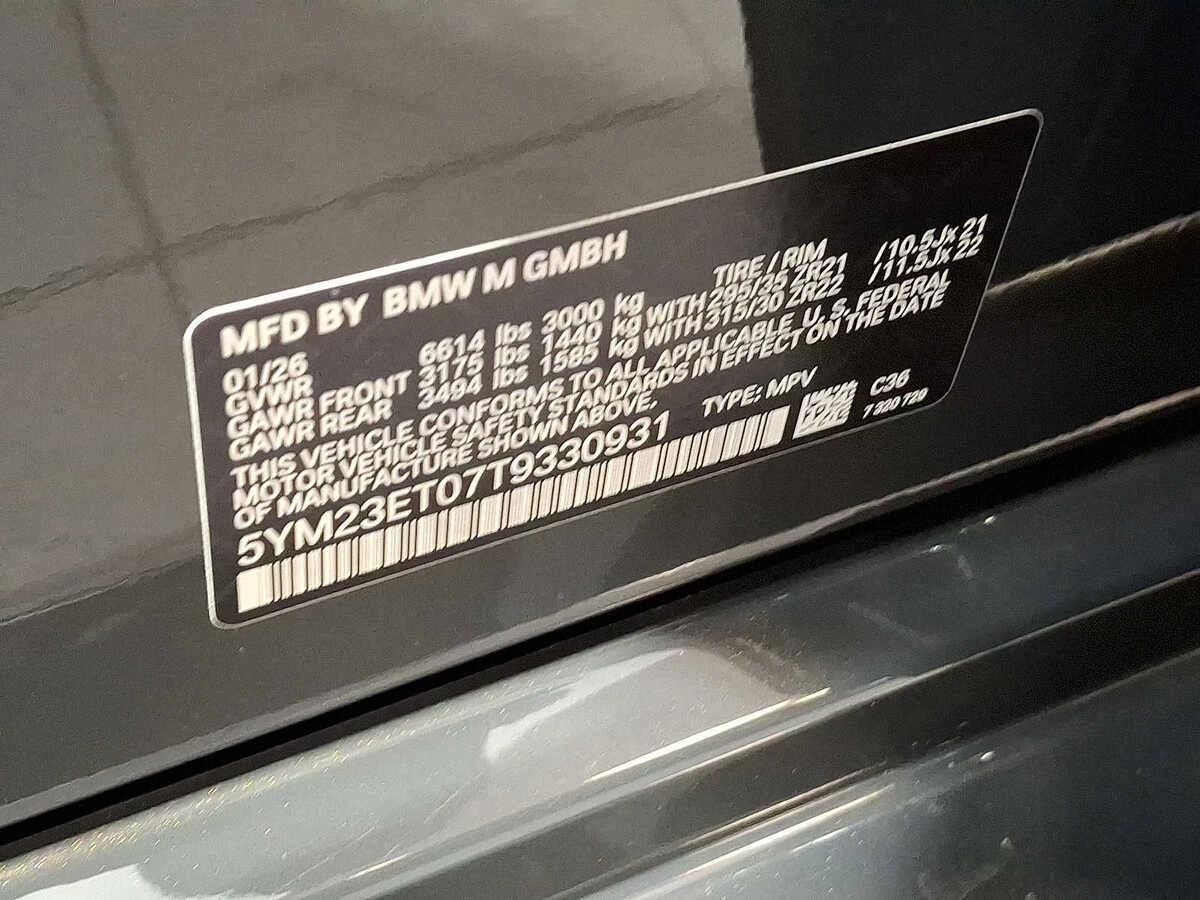 MFD BY BMW M GMBH
01/26 TIRE / RIM
GVWR 6614 lbs 3000 kg
GAWR FRONT 3175 lbs 1440 kg WITH 295/35 ZR21 /10.5Jx21
GAWR REAR 3494 lbs 1585 kg WITH 315/30 ZR22 /11.5Jx22
THIS VEHICLE CONFORMS TO ALL APPLICABLE U. S. FEDERAL
MOTOR VEHICLE SAFETY STANDARDS IN EFFECT ON THE DATE
OF MANUFACTURE SHOWN ABOVE.
5YM23ET07T9330931 TYPE: MPV
C36
7 320 729